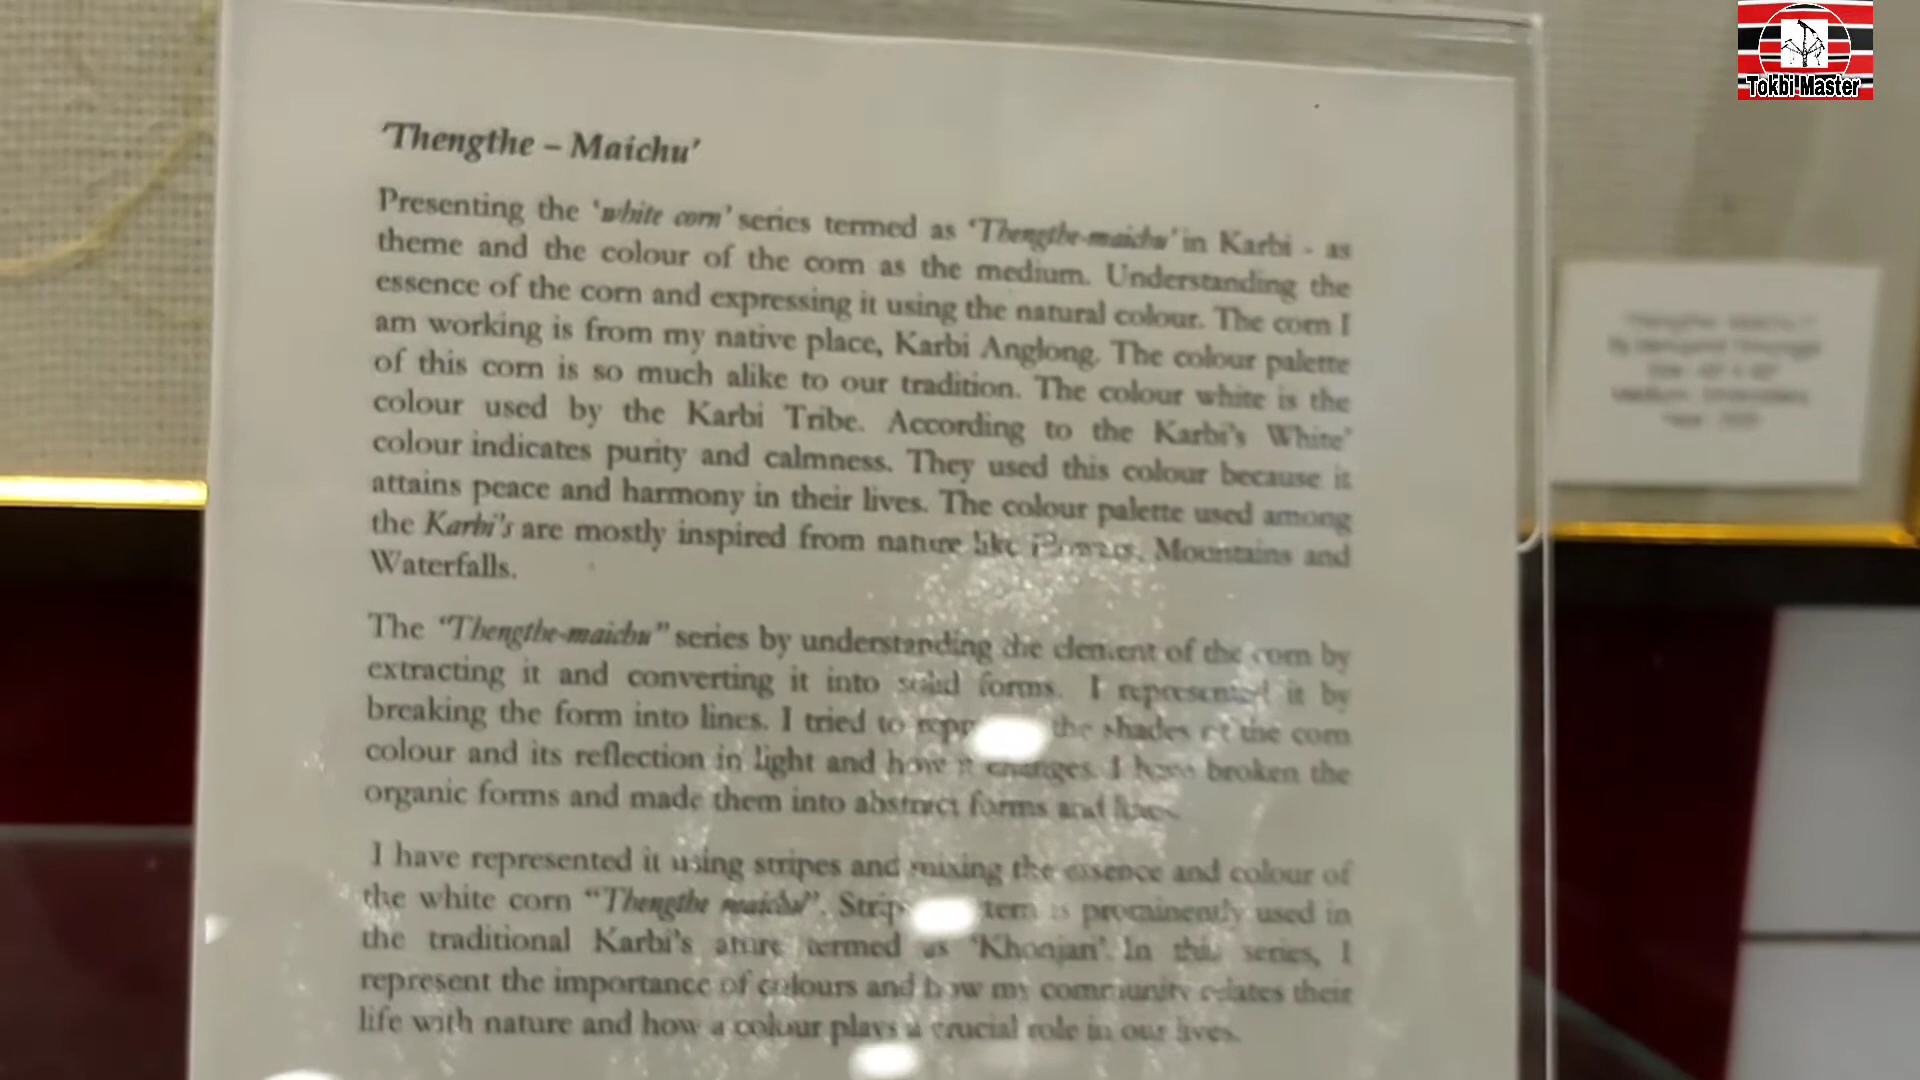 Tokbi Master
'Thengthe – Maichu'
Presenting the 'white corn' series termed as 'Thengthe-maichu' in Karbi - as
theme and the colour of the corn as the medium. Understanding the
essence of the corn and expressing it using the natural colour. The corn I
am working is from my native place, Karbi Anglong. The colour palette
of this corn is so much alike to our tradition. The colour white is the
colour used by the Karbi Tribe. According to the Karbi's White'
colour indicates purity and calmness. They used this colour because it
attains peace and harmony in their lives. The colour palette used among
the Karbi's are mostly inspired from nature like Mountains and
Waterfalls.
The "Thengthe-maichu" series by understanding the element of the corn by
extracting it and converting it into solid forms. I represented it by
breaking the form into lines. I tried to the shades of the corn
colour and its reflection in light and how it changes. I have broken the
organic forms and made them into abstract forms and lines.
I have represented it using stripes and mixing the essence and colour of
the white corn "Thengthe maichu". is prominently used in
the traditional Karbi's attire termed as 'Khonjari'. In this series, I
represent the importance of colours and how my community relates their
life with nature and how a colour plays a crucial role in our lives.